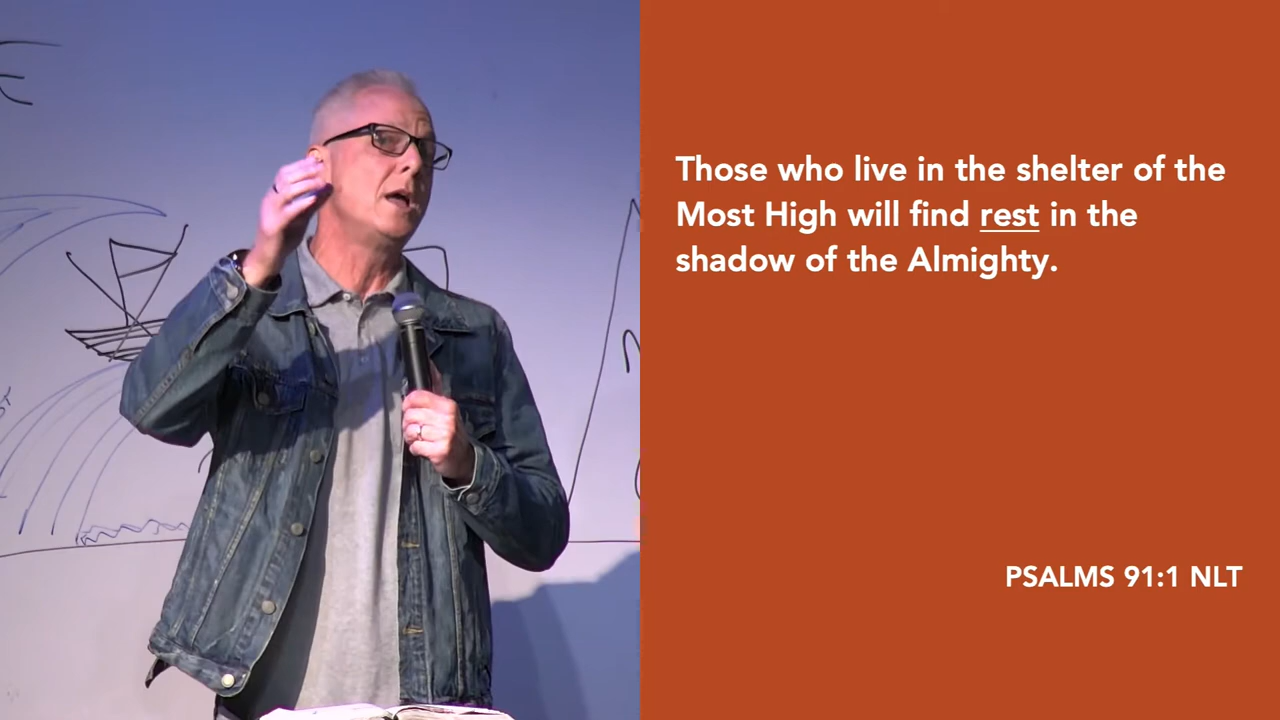 Those who live in the shelter of the
Most High will find rest in the
shadow of the Almighty.
PSALMS 91:1 NLT